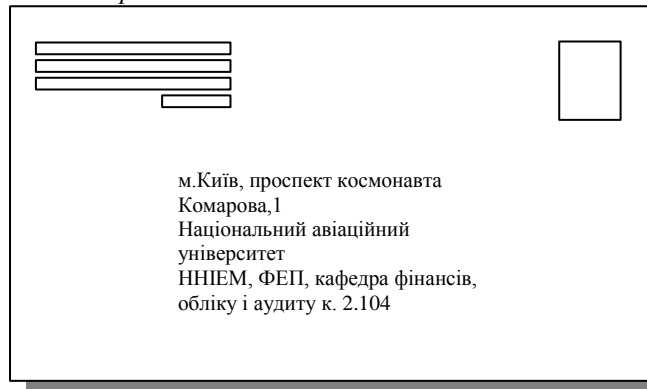 м.Київ, проспект космонавта
Комарова,1
Національний авіаційний
університет
ННІЕМ, ФЕП, кафедра фінансів,
обліку і аудиту к. 2.104